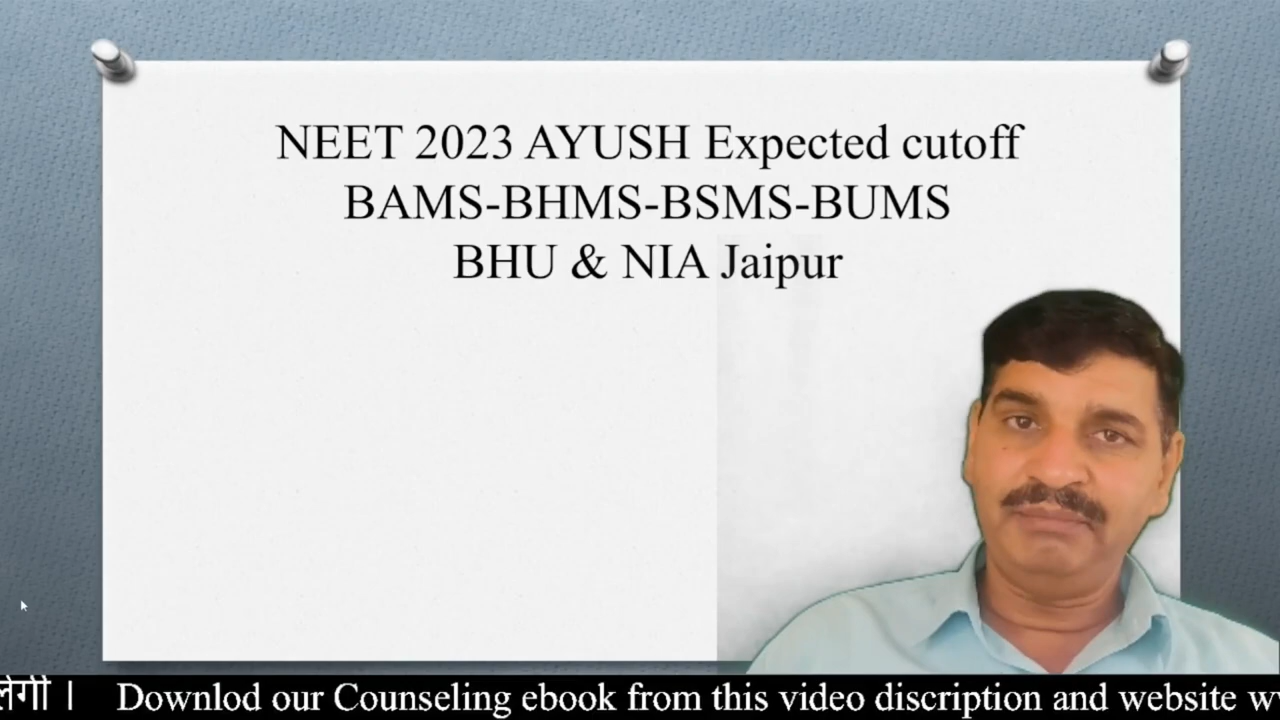 NEET 2023 AYUSH Expected cutoff
BAMS-BHMS-BSMS-BUMS
BHU & NIA Jaipur
। Downlod our Counseling ebook from this video discription and website